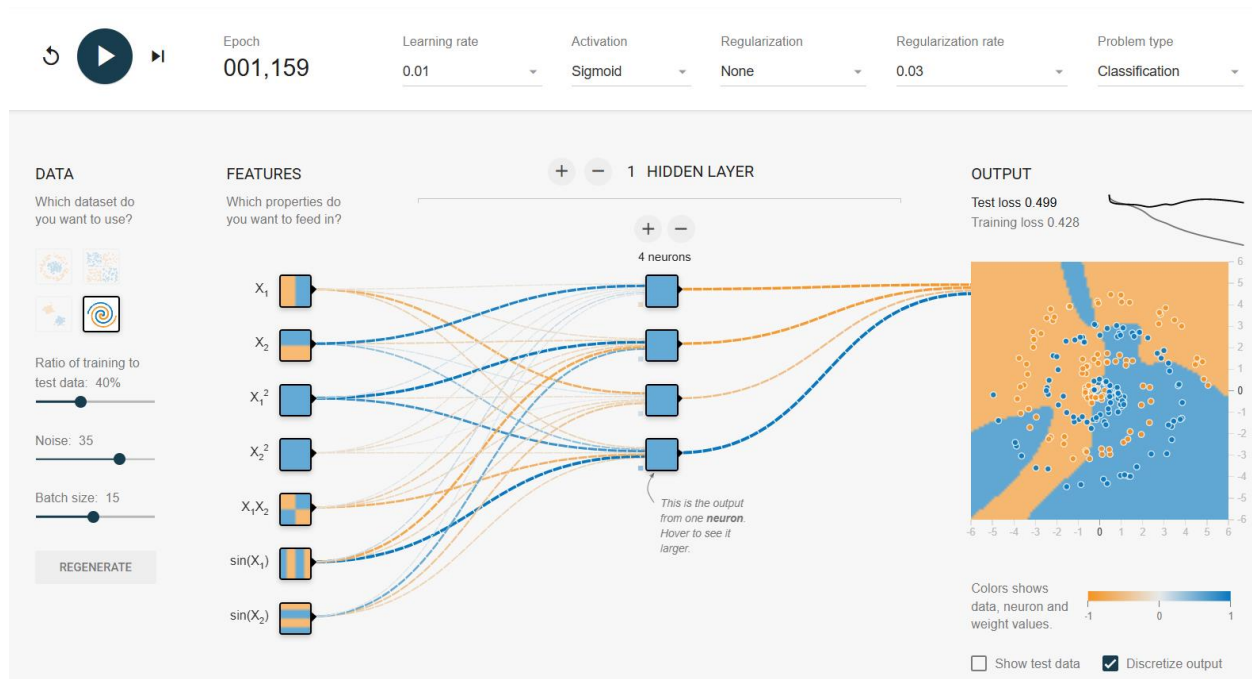 Epoch
001,159
Learning rate
0.01
Activation
Sigmoid
Regularization
None
Regularization rate
0.03
Problem type
Classification
DATA
Which dataset do
you want to use?
Ratio of training to
test data: 40%
Noise: 35
Batch size: 15
REGENERATE
FEATURES
Which properties do
you want to feed in?
X₁
X₂
X₁²
X₂²
X₁X₂
sin(X₁)
sin(X₂)
+ − 1 HIDDEN LAYER
+ −
4 neurons
This is the output
from one neuron.
Hover to see it
larger.
OUTPUT
Test loss 0.499
Training loss 0.428
6
5
4
3
2
1
0
-1
-2
-3
-4
-5
-6
-6 -5 -4 -3 -2 -1 0 1 2 3 4 5 6
Colors shows
data, neuron and
weight values.
-1 0 1
Show test data
Discretize output